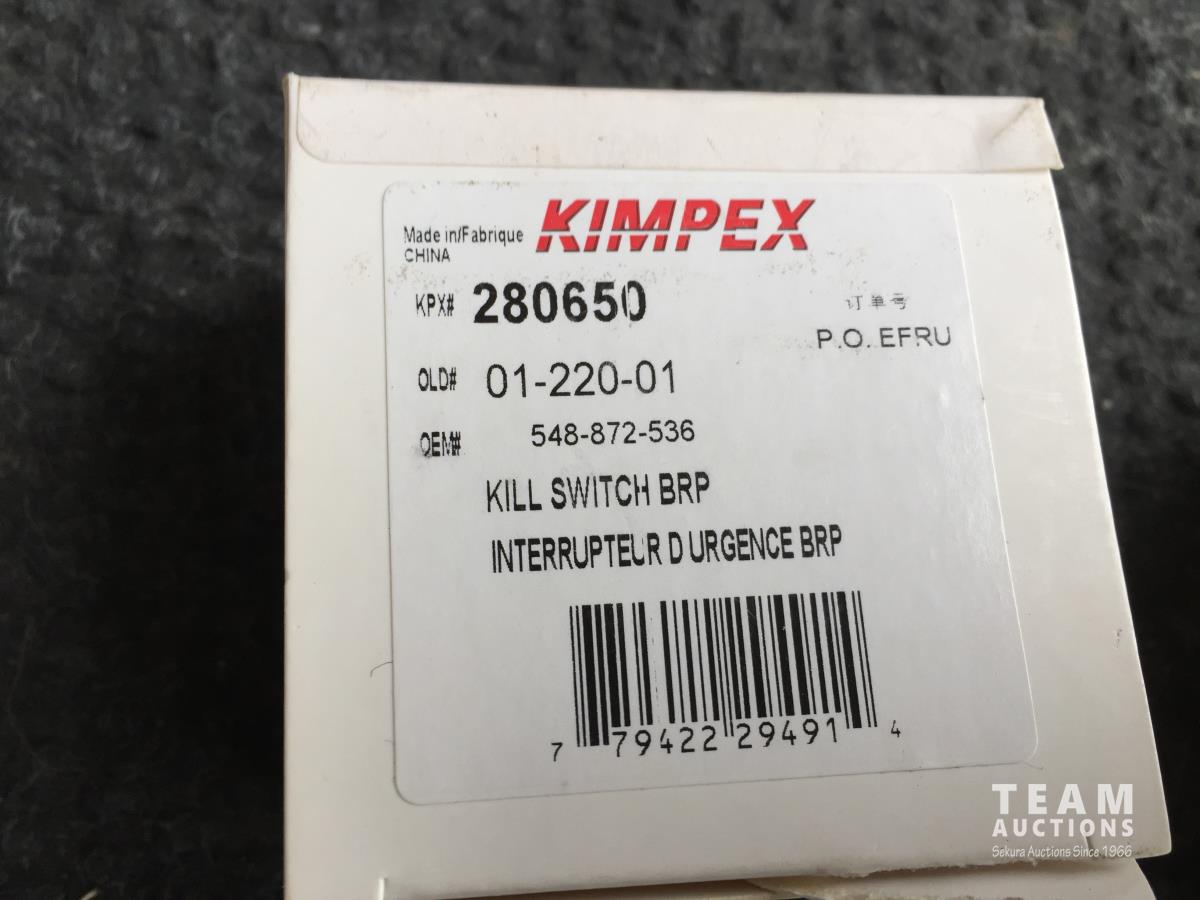 KIMPEX
Made in/Fabrique
CHINA
KPX# 280650
订单号
P.O. EFRU
OLD# 01-220-01
OEM# 548-872-536
KILL SWITCH BRP
INTERRUPTEUR D URGENCE BRP
7 79422 29491 4
TEAM
AUCTIONS
Sekura Auctions Since 1966